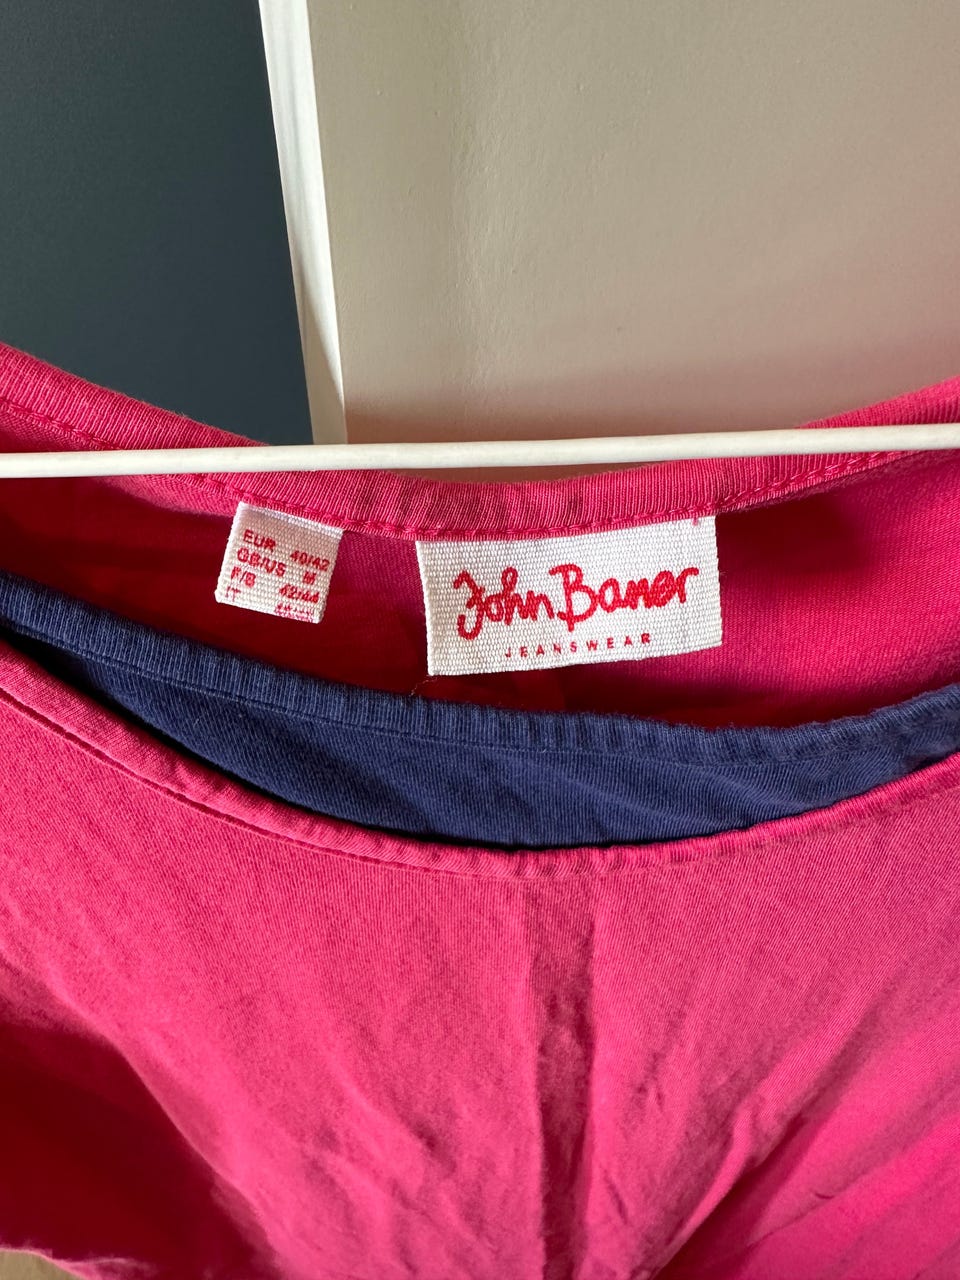 EUR 40/42
GB/US M
F/B 42/44
IT
John Baner
JEANSWEAR